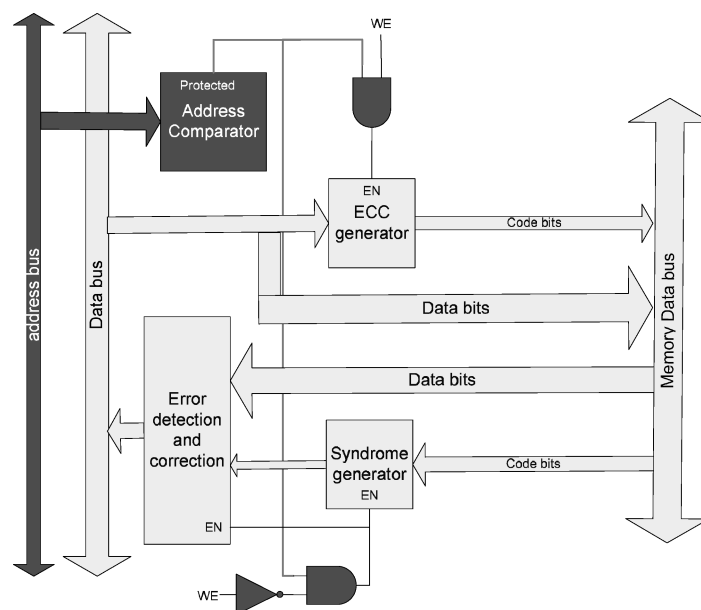 WE
Protected
Address
Comparator
EN
ECC
generator
Code bits
address bus
Data bus
Data bits
Memory Data bus
Data bits
Error
detection
and
correction
Syndrome
generator
EN
Code bits
EN
WE